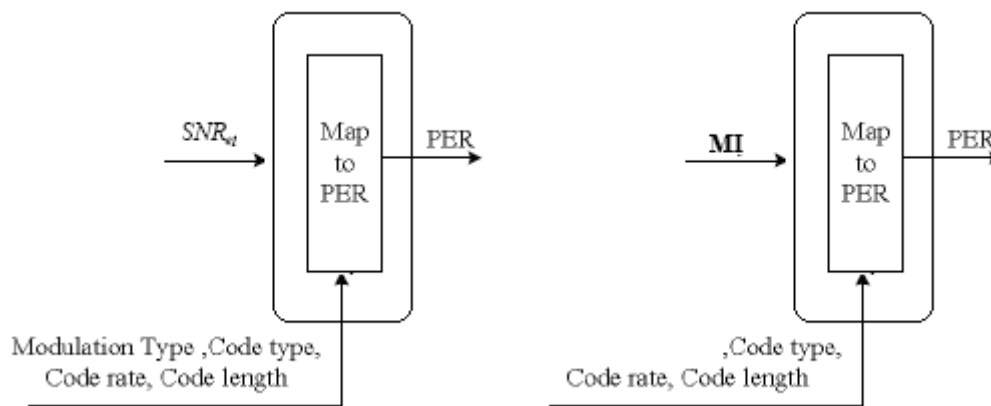 SNR
Map
to
PER
PER
Modulation Type ,Code type,
Code rate, Code length
MI
Map
to
PER
PER
,Code type,
Code rate, Code length